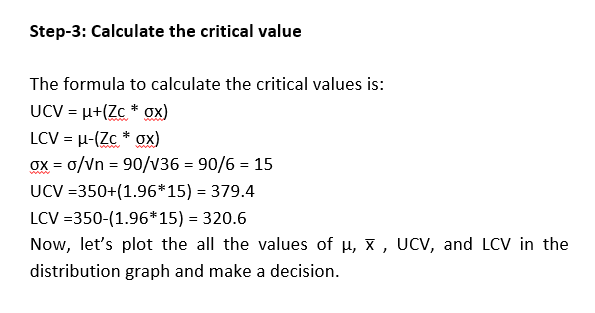 Step-3: Calculate the critical value
The formula to calculate the critical values is:
UCV = μ+(Zc * σx)
LCV = μ-(Zc * σx)
σx = σ/√n = 90/√36 = 90/6 = 15
UCV =350+(1.96*15) = 379.4
LCV =350-(1.96*15) = 320.6
Now, let’s plot the all the values of μ, x̅ , UCV, and LCV in the
distribution graph and make a decision.